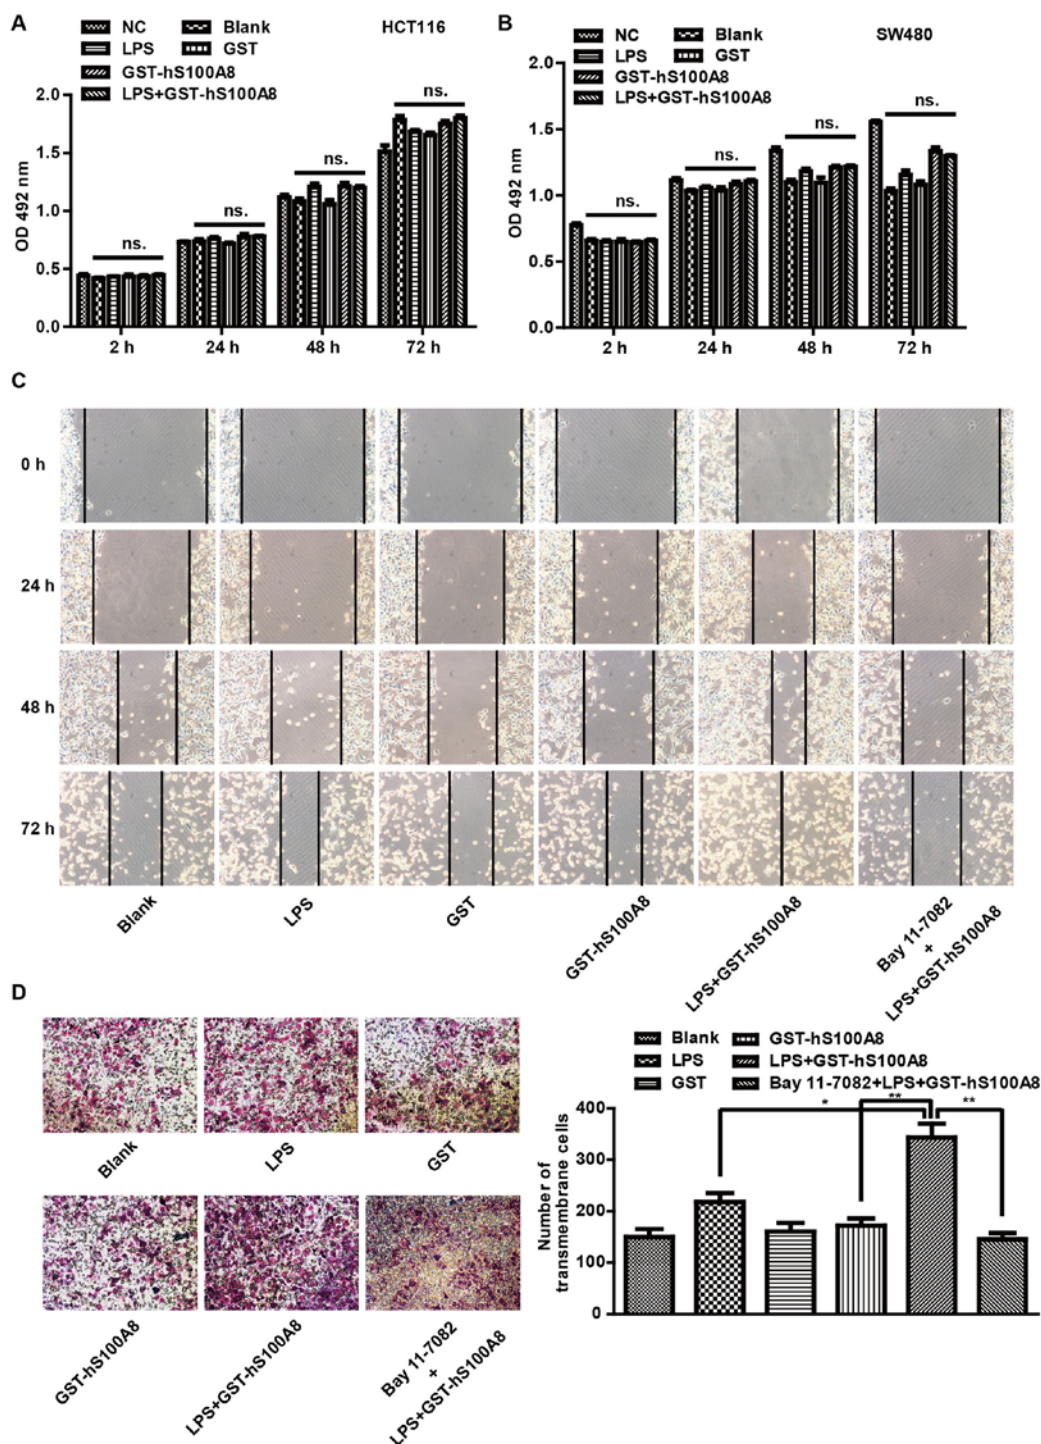 A
HCT116
NC
Blank
LPS
GST
GST-hS100A8
LPS+GST-hS100A8
OD 492 nm
2.0
1.5
1.0
0.5
0.0
ns.
ns.
ns.
ns.
2 h
24 h
48 h
72 h
B
SW480
NC
Blank
LPS
GST
GST-hS100A8
LPS+GST-hS100A8
OD 492 nm
2.0
1.5
1.0
0.5
0.0
ns.
ns.
ns.
ns.
2 h
24 h
48 h
72 h
C
0 h
24 h
48 h
72 h
Blank
LPS
GST
GST-hS100A8
LPS+GST-hS100A8
Bay 11-7082
+
LPS+GST-hS100A8
D
Blank
LPS
GST
GST-hS100A8
LPS+GST-hS100A8
Bay 11-7082
+
LPS+GST-hS100A8
Blank
GST-hS100A8
LPS
LPS+GST-hS100A8
GST
Bay 11-7082+LPS+GST-hS100A8
Number of
transmembrane cells
400
300
200
100
0
*
**
**